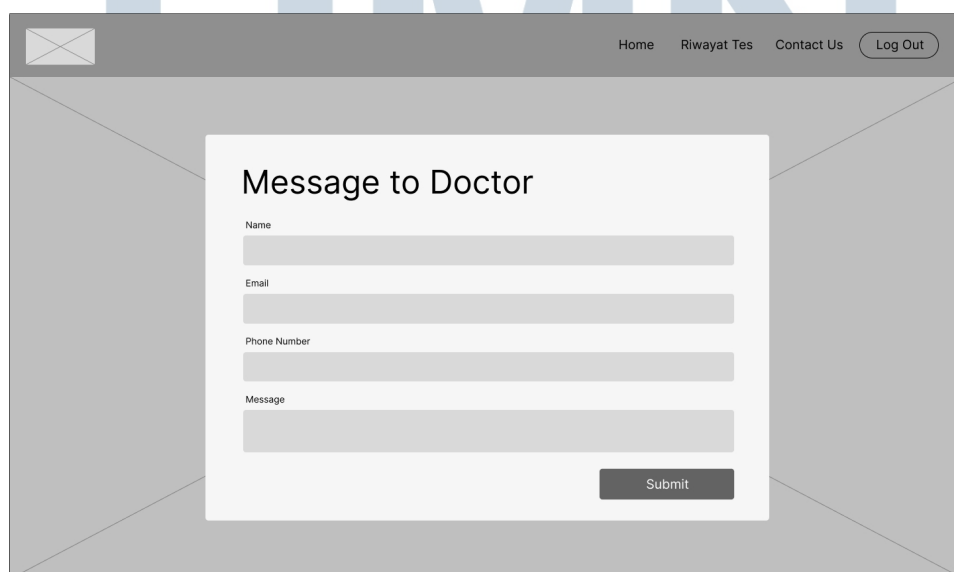 Home Riwayat Tes Contact Us Log Out
Message to Doctor
Name
Email
Phone Number
Message
Submit